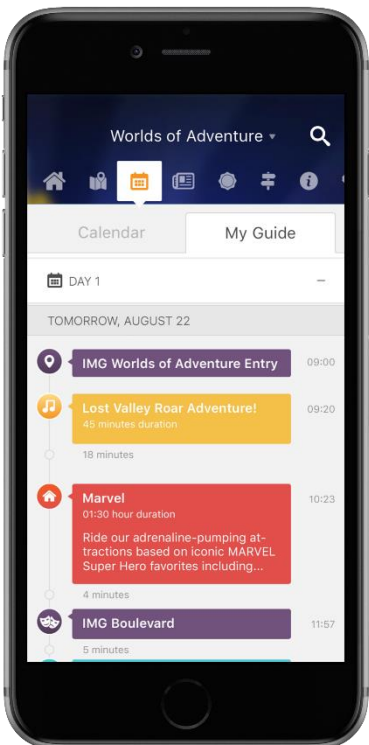 Worlds of Adventure
Calendar
My Guide
DAY 1
TOMORROW, AUGUST 22
IMG Worlds of Adventure Entry
09:00
Lost Valley Roar Adventure!
09:20
45 minutes duration
18 minutes
Marvel
10:23
01:30 hour duration
Ride our adrenaline-pumping at-
tractions based on iconic MARVEL
Super Hero favorites including...
4 minutes
IMG Boulevard
11:57
5 minutes